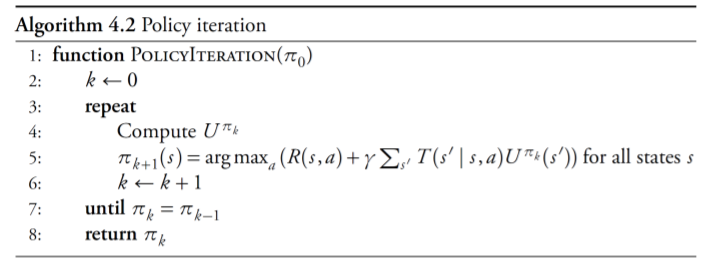 Algorithm 4.2 Policy iteration
1: function POLICYITERATION(π₀)
2: k ← 0
3: repeat
4: Compute U^{π_k}
5: π_{k+1}(s) = arg max_a (R(s,a) + γ ∑_{s'} T(s' | s,a)U^{π_k}(s')) for all states s
6: k ← k + 1
7: until π_k = π_{k−1}
8: return π_k